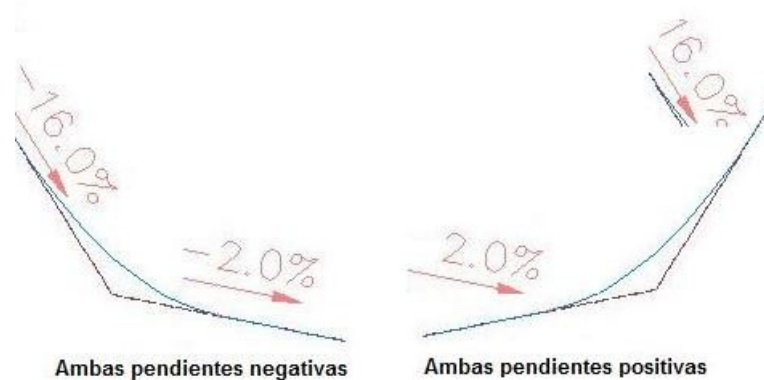 -16.0%
-2.0%
Ambas pendientes negativas
16.0%
2.0%
Ambas pendientes positivas